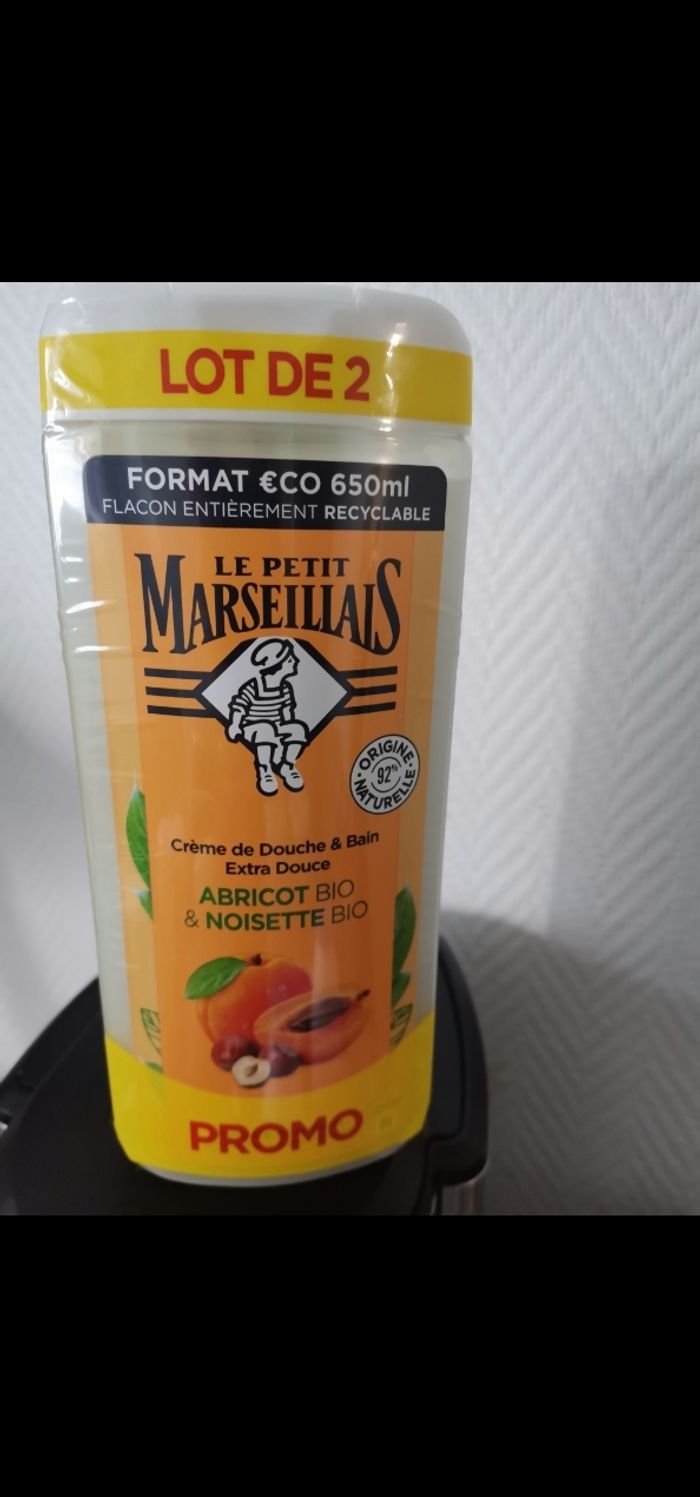 LOT DE 2
FORMAT €CO 650ml
FLACON ENTIÈREMENT RECYCLABLE
LE PETIT
MARSEILLAIS
ORIGINE
92%
NATURELLE
Crème de Douche & Bain
Extra Douce
ABRICOT BIO
& NOISETTE BIO
PROMO